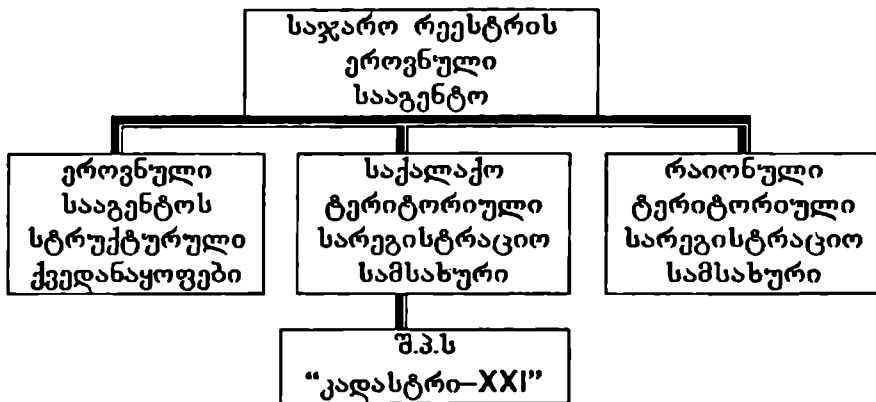 საჯარო რეესტრის
ეროვნული
სააგენტო
ეროვნული
სააგენტოს
სტრუქტურული
ქვედანაყოფები
საქალაქო
ტერიტორიული
სარეგისტრაციო
სამსახური
რაიონული
ტერიტორიული
სარეგისტრაციო
სამსახური
შ.პ.ს
“კადასტრი–XXI”